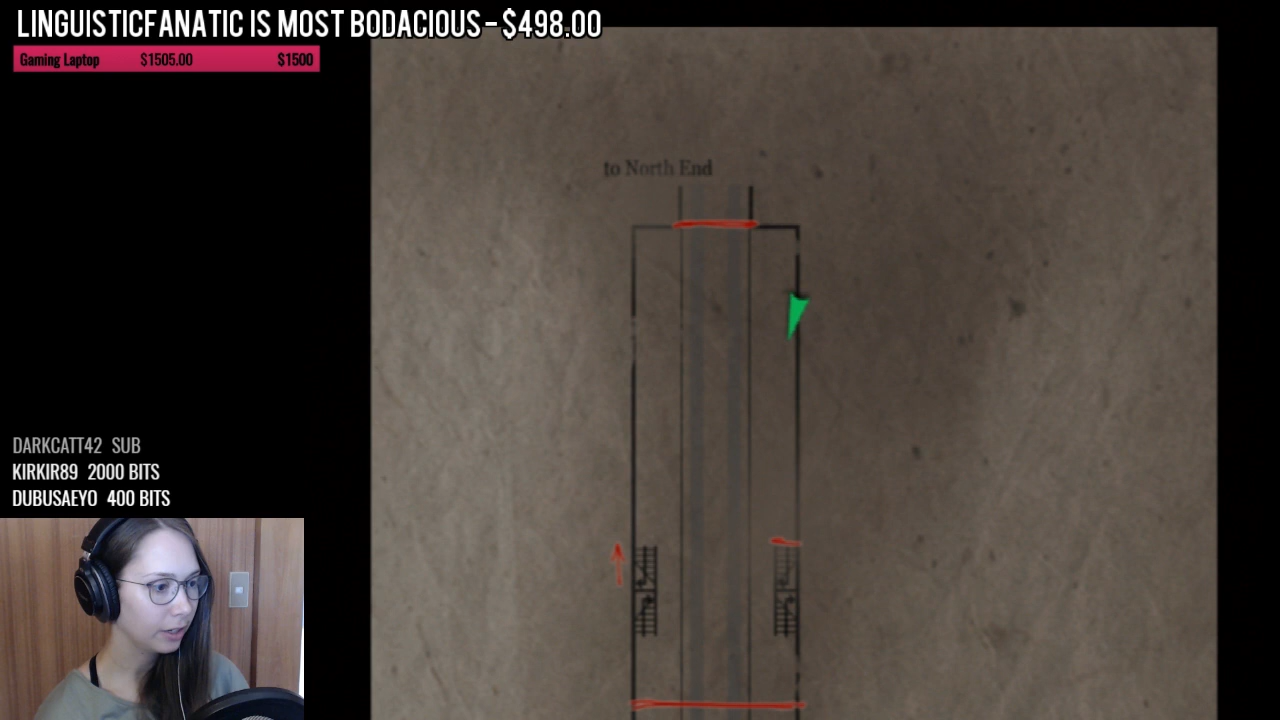 LINGUISTICFANATIC IS MOST BODACIOUS - $498.00
Gaming Laptop $1505.00 $1500
to North End
DARKCATT42 SUB
KIRKIR89 2000 BITS
DUBUSAEYO 400 BITS